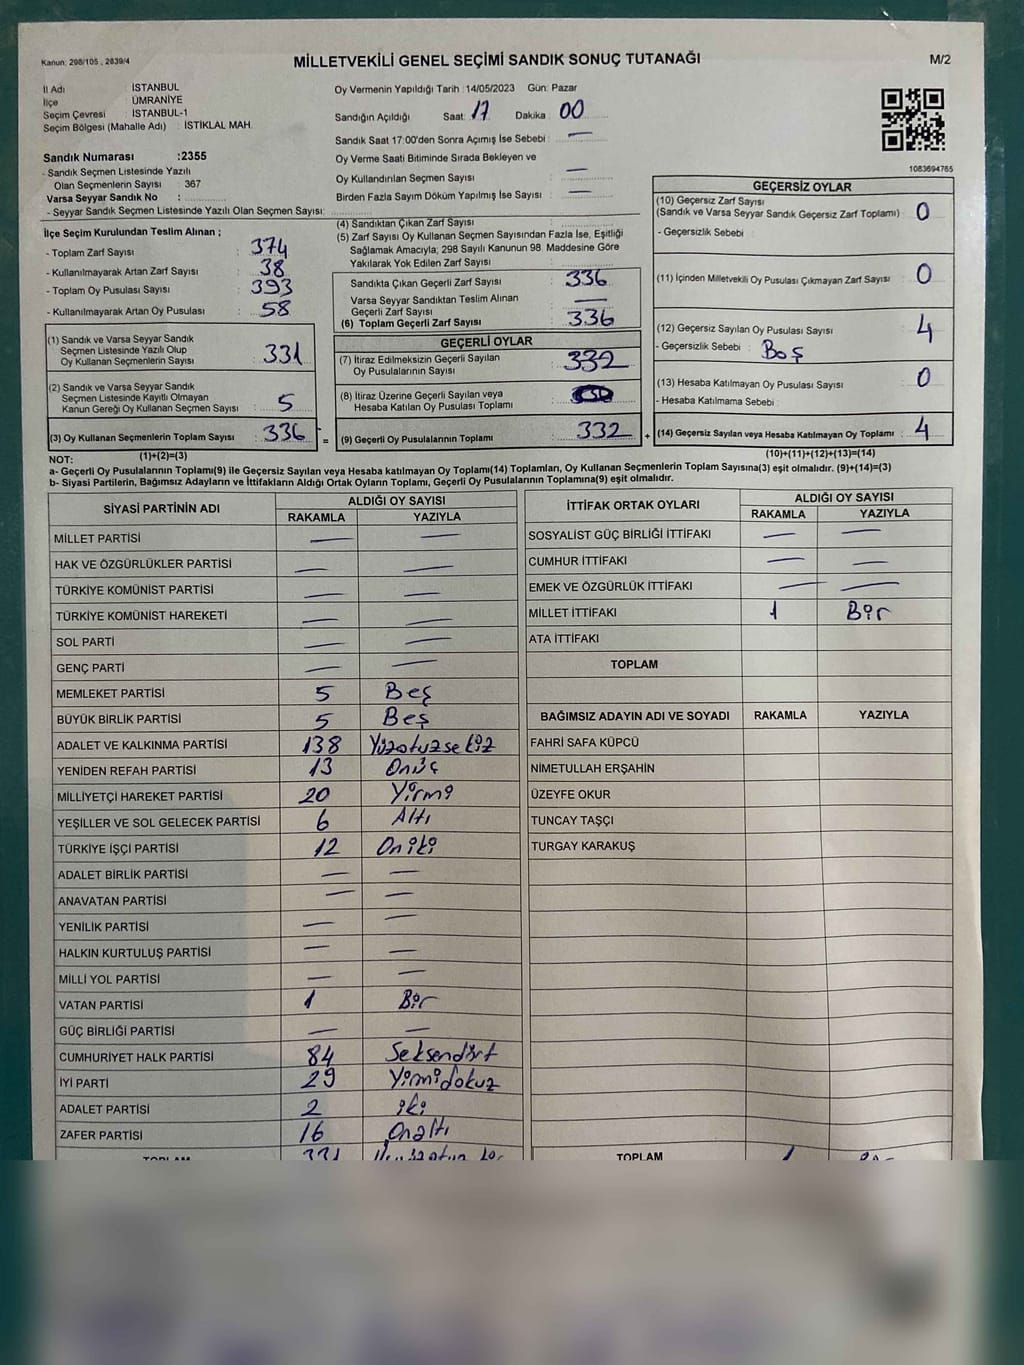 Kanun: 298/105 , 2839/4
MİLLETVEKİLİ GENEL SEÇİMİ SANDIK SONUÇ TUTANAĞI
M/2
İl Adı : İSTANBUL
İlçe : ÜMRANİYE
Seçim Çevresi : İSTANBUL-1
Seçim Bölgesi (Mahalle Adı) : İSTİKLAL MAH.
Sandık Numarası :2355
- Sandık Seçmen Listesinde Yazılı
Olan Seçmenlerin Sayısı : 367
Varsa Seyyar Sandık No :
- Seyyar Sandık Seçmen Listesinde Yazılı Olan Seçmen Sayısı:
Oy Vermenin Yapıldığı Tarih :14/05/2023 Gün: Pazar
Sandığın Açıldığı Saat: 17 Dakika: 00
Sandık Saat 17:00'den Sonra Açımış İse Sebebi : —
Oy Verme Saati Bitiminde Sırada Bekleyen ve
Oy Kullandırılan Seçmen Sayısı : —
Birden Fazla Sayım Döküm Yapılmış İse Sayısı : —
1083694765
İlçe Seçim Kurulundan Teslim Alınan ;
- Toplam Zarf Sayısı : 374
- Kullanılmayarak Artan Zarf Sayısı : 38
- Toplam Oy Pusulası Sayısı : 393
- Kullanılmayarak Artan Oy Pusulası : 58
(1) Sandık ve Varsa Seyyar Sandık
Seçmen Listesinde Yazılı Olup
Oy Kullanan Seçmenlerin Sayısı : 331
(2) Sandık ve Varsa Seyyar Sandık
Seçmen Listesinde Kayıtlı Olmayan
Kanun Gereği Oy Kullanan Seçmen Sayısı : 5
(3) Oy Kullanan Seçmenlerin Toplam Sayısı : 336
(1)+(2)=(3)
(4) Sandıktan Çıkan Zarf Sayısı :
(5) Zarf Sayısı Oy Kullanan Seçmen Sayısından Fazla İse, Eşitliği
Sağlamak Amacıyla; 298 Sayılı Kanunun 98. Maddesine Göre
Yakılarak Yok Edilen Zarf Sayısı :
Sandıkta Çıkan Geçerli Zarf Sayısı : 336
Varsa Seyyar Sandıktan Teslim Alınan
Geçerli Zarf Sayısı : —
(6) Toplam Geçerli Zarf Sayısı : 336
GEÇERLİ OYLAR
(7) İtiraz Edilmeksizin Geçerli Sayılan
Oy Pusulalarının Sayısı : 332
(8) İtiraz Üzerine Geçerli Sayılan veya
Hesaba Katılan Oy Pusulası Toplamı :
= (9) Geçerli Oy Pusulalarının Toplamı : 332 +
GEÇERSİZ OYLAR
(10) Geçersiz Zarf Sayısı
(Sandık ve Varsa Seyyar Sandık Geçersiz Zarf Toplamı) : 0
- Geçersizlik Sebebi :
(11) İçinden Milletvekili Oy Pusulası Çıkmayan Zarf Sayısı : 0
(12) Geçersiz Sayılan Oy Pusulası Sayısı : 4
- Geçersizlik Sebebi : Boş
(13) Hesaba Katılmayan Oy Pusulası Sayısı : 0
- Hesaba Katılmama Sebebi :
(14) Geçersiz Sayılan veya Hesaba Katılmayan Oy Toplamı : 4
(10)+(11)+(12)+(13)=(14)
NOT:
a- Geçerli Oy Pusulalarının Toplamı(9) ile Geçersiz Sayılan veya Hesaba katılmayan Oy Toplamı(14) Toplamları, Oy Kullanan Seçmenlerin Toplam Sayısına(3) eşit olmalıdır. (9)+(14)=(3)
b- Siyasi Partilerin, Bağımsız Adayların ve İttifakların Aldığı Ortak Oyların Toplamı, Geçerli Oy Pusulalarının Toplamına(9) eşit olmalıdır.
SİYASİ PARTİNİN ADI ALDIĞI OY SAYISI
RAKAMLA YAZIYLA
MİLLET PARTİSİ — —
HAK VE ÖZGÜRLÜKLER PARTİSİ — —
TÜRKİYE KOMÜNİST PARTİSİ — —
TÜRKİYE KOMÜNİST HAREKETİ — —
SOL PARTİ — —
GENÇ PARTİ — —
MEMLEKET PARTİSİ 5 Beş
BÜYÜK BİRLİK PARTİSİ 5 Beş
ADALET VE KALKINMA PARTİSİ 138 Yüzotuzsekiz
YENİDEN REFAH PARTİSİ 13 Onüç
MİLLİYETÇİ HAREKET PARTİSİ 20 Yirmi
YEŞİLLER VE SOL GELECEK PARTİSİ 6 Altı
TÜRKİYE İŞÇİ PARTİSİ 12 Oniki
ADALET BİRLİK PARTİSİ — —
ANAVATAN PARTİSİ — —
YENİLİK PARTİSİ — —
HALKIN KURTULUŞ PARTİSİ — —
MİLLİ YOL PARTİSİ — —
VATAN PARTİSİ 1 Bir
GÜÇ BİRLİĞİ PARTİSİ — —
CUMHURİYET HALK PARTİSİ 84 Seksendört
İYİ PARTİ 29 Yirmidokuz
ADALET PARTİSİ 2 iki
ZAFER PARTİSİ 16 Onaltı
TOPLAM 331
İTTİFAK ORTAK OYLARI ALDIĞI OY SAYISI
RAKAMLA YAZIYLA
SOSYALİST GÜÇ BİRLİĞİ İTTİFAKI — —
CUMHUR İTTİFAKI — —
EMEK VE ÖZGÜRLÜK İTTİFAKI — —
MİLLET İTTİFAKI 1 Bir
ATA İTTİFAKI
TOPLAM
BAĞIMSIZ ADAYIN ADI VE SOYADI RAKAMLA YAZIYLA
FAHRİ SAFA KÜPCÜ
NİMETULLAH ERŞAHİN
ÜZEYFE OKUR
TUNCAY TAŞÇI
TURGAY KARAKUŞ
TOPLAM 1 Bir